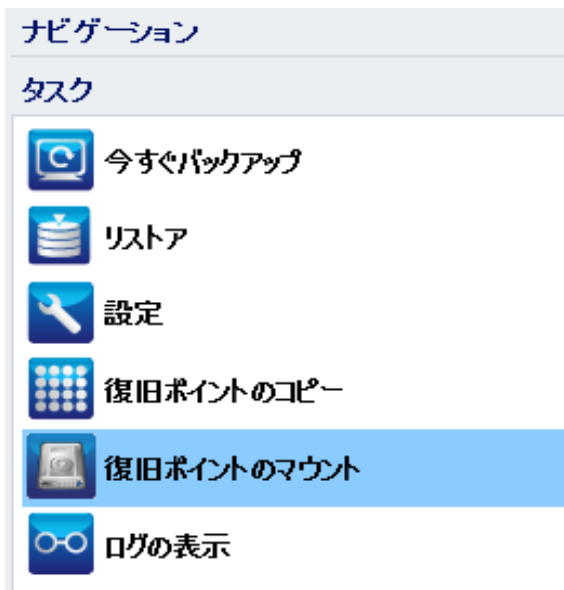 ナビゲーション
タスク
今すぐバックアップ
リストア
設定
復旧ポイントのコピー
復旧ポイントのマウント
ログの表示